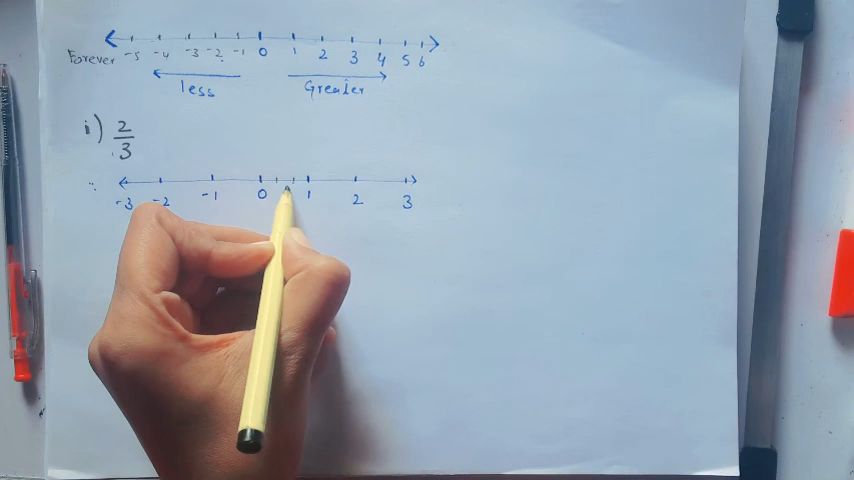 Forever -5 -4 -3 -2 -1 0 1 2 3 4 5 6
less Greater
i) 2/3
-3 -2 -1 0 1 2 3